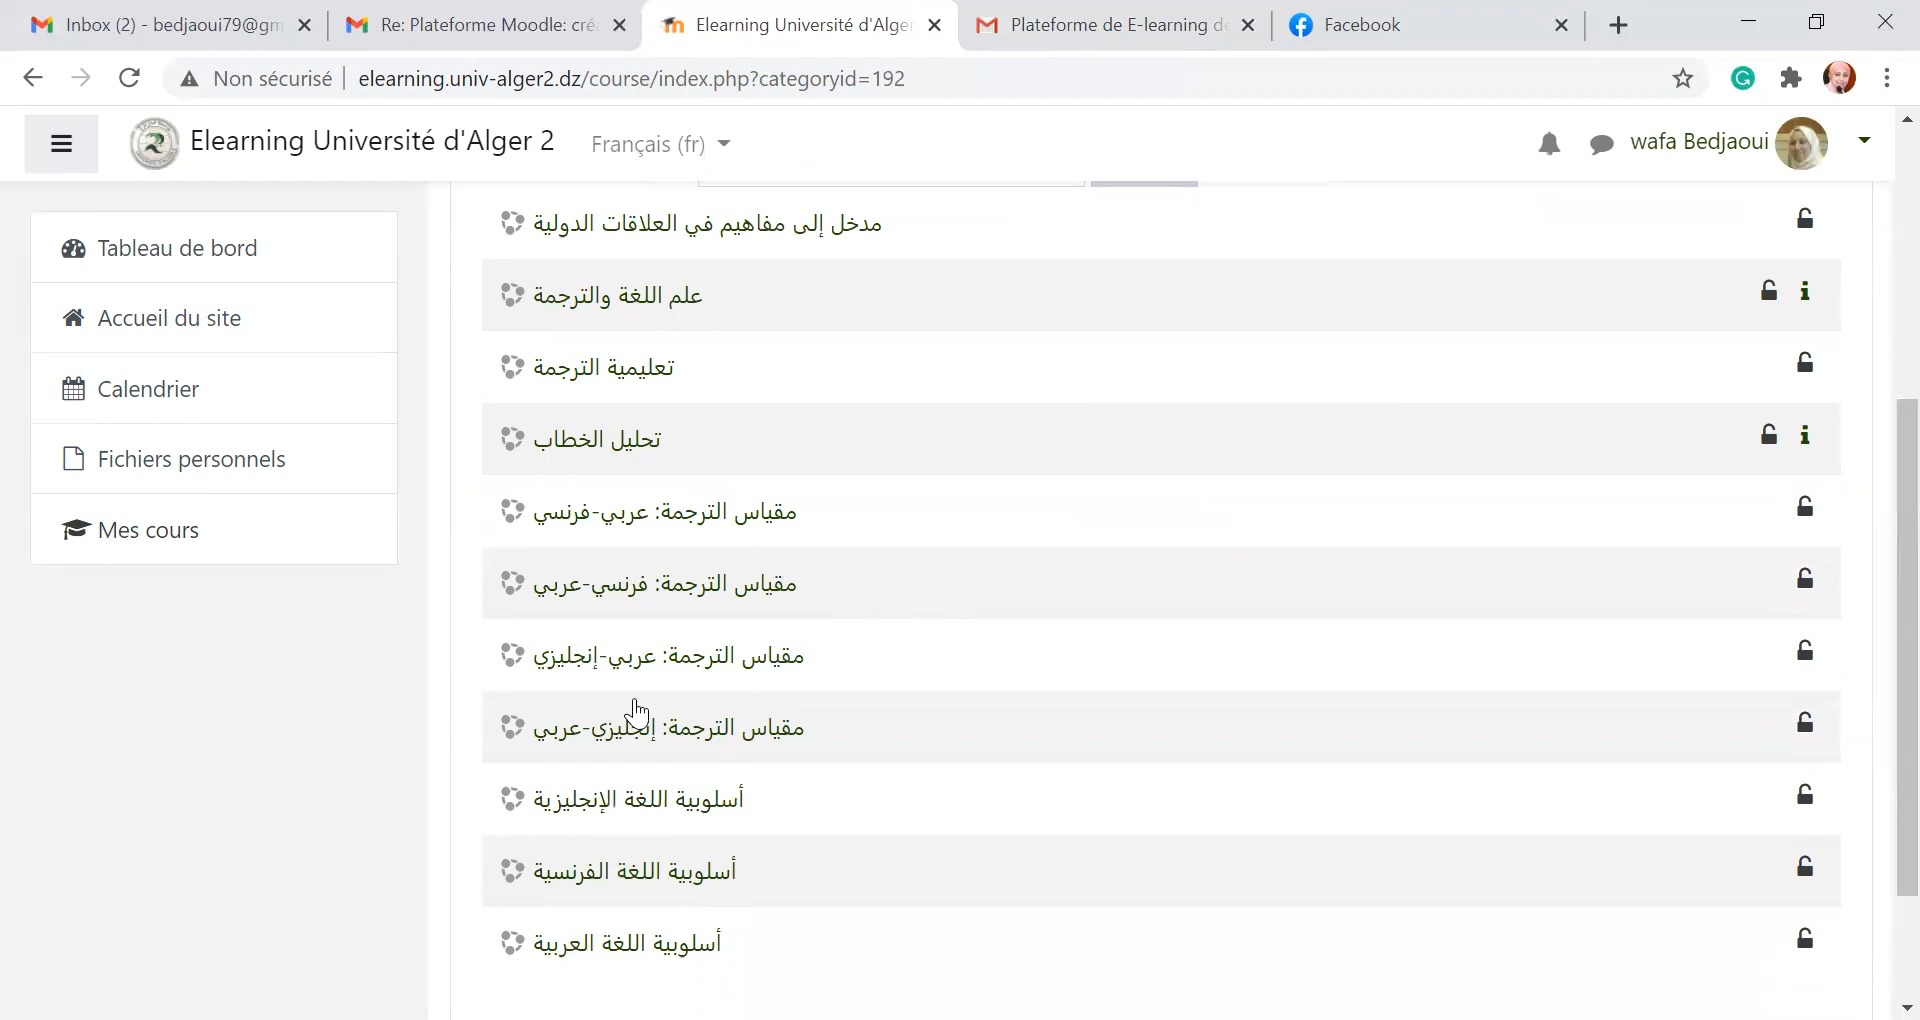 Inbox (2) - bedjaoui79@gm
Re: Plateforme Moodle: cré
Elearning Université d'Alger
Plateforme de E-learning de
Facebook
Non sécurisé
elearning.univ-alger2.dz/course/index.php?categoryid=192
Elearning Université d'Alger 2
Français (fr)
wafa Bedjaoui
Tableau de bord
Accueil du site
Calendrier
Fichiers personnels
Mes cours
مدخل إلى مفاهيم في العلاقات الدولية
علم اللغة والترجمة
تعليمية الترجمة
تحليل الخطاب
مقياس الترجمة: عربي-فرنسي
مقياس الترجمة: فرنسي-عربي
مقياس الترجمة: عربي-إنجليزي
مقياس الترجمة: إنجليزي-عربي
أسلوبية اللغة الإنجليزية
أسلوبية اللغة الفرنسية
أسلوبية اللغة العربية